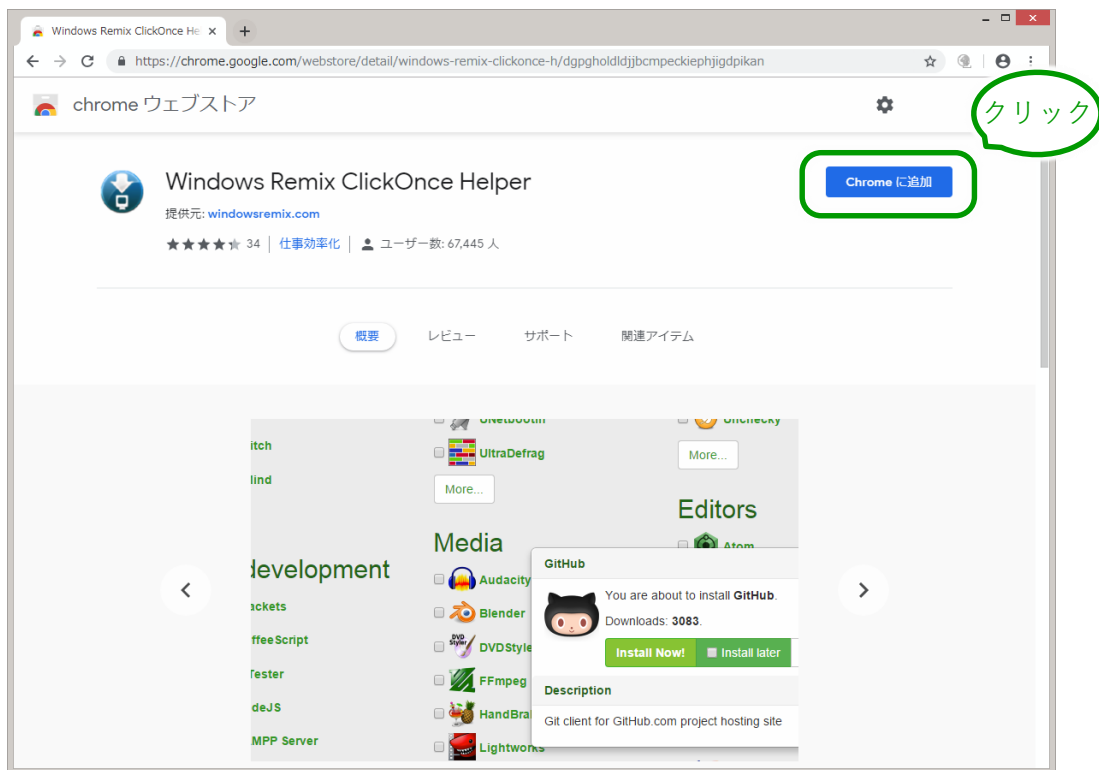 Windows Remix ClickOnce He
https://chrome.google.com/webstore/detail/windows-remix-clickonce-h/dgpgholdldjjbcmpeckiephjigdpikan
chrome ウェブストア
クリック
Windows Remix ClickOnce Helper
Chrome に追加
提供元: windowsremix.com
34 仕事効率化 ユーザー数: 67,445 人
概要 レビュー サポート 関連アイテム
UNetbootin
Unchecky
itch
UltraDefrag
More...
lind
More...
Editors
Media
Atom
development
GitHub
Audacity
You are about to install GitHub.
ackets
Blender
Downloads: 3083.
ffeeScript
DVDStyle
Install Now! Install later
Tester
FFmpeg
Description
deJS
HandBra
Git client for GitHub.com project hosting site
MPP Server
Lightworks